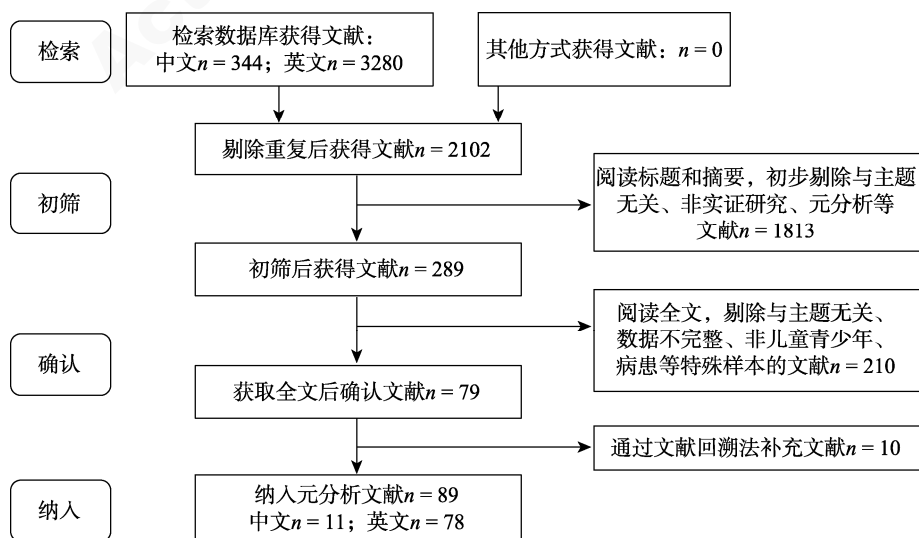 检索
检索数据库获得文献：
中文n = 344；英文n = 3280
其他方式获得文献：n = 0
剔除重复后获得文献n = 2102
初筛
阅读标题和摘要，初步剔除与主题
无关、非实证研究、元分析等
文献n = 1813
初筛后获得文献n = 289
确认
阅读全文，剔除与主题无关、
数据不完整、非儿童青少年、
病患等特殊样本的文献n = 210
获取全文后确认文献n = 79
通过文献回溯法补充文献n = 10
纳入
纳入元分析文献n = 89
中文n = 11；英文n = 78